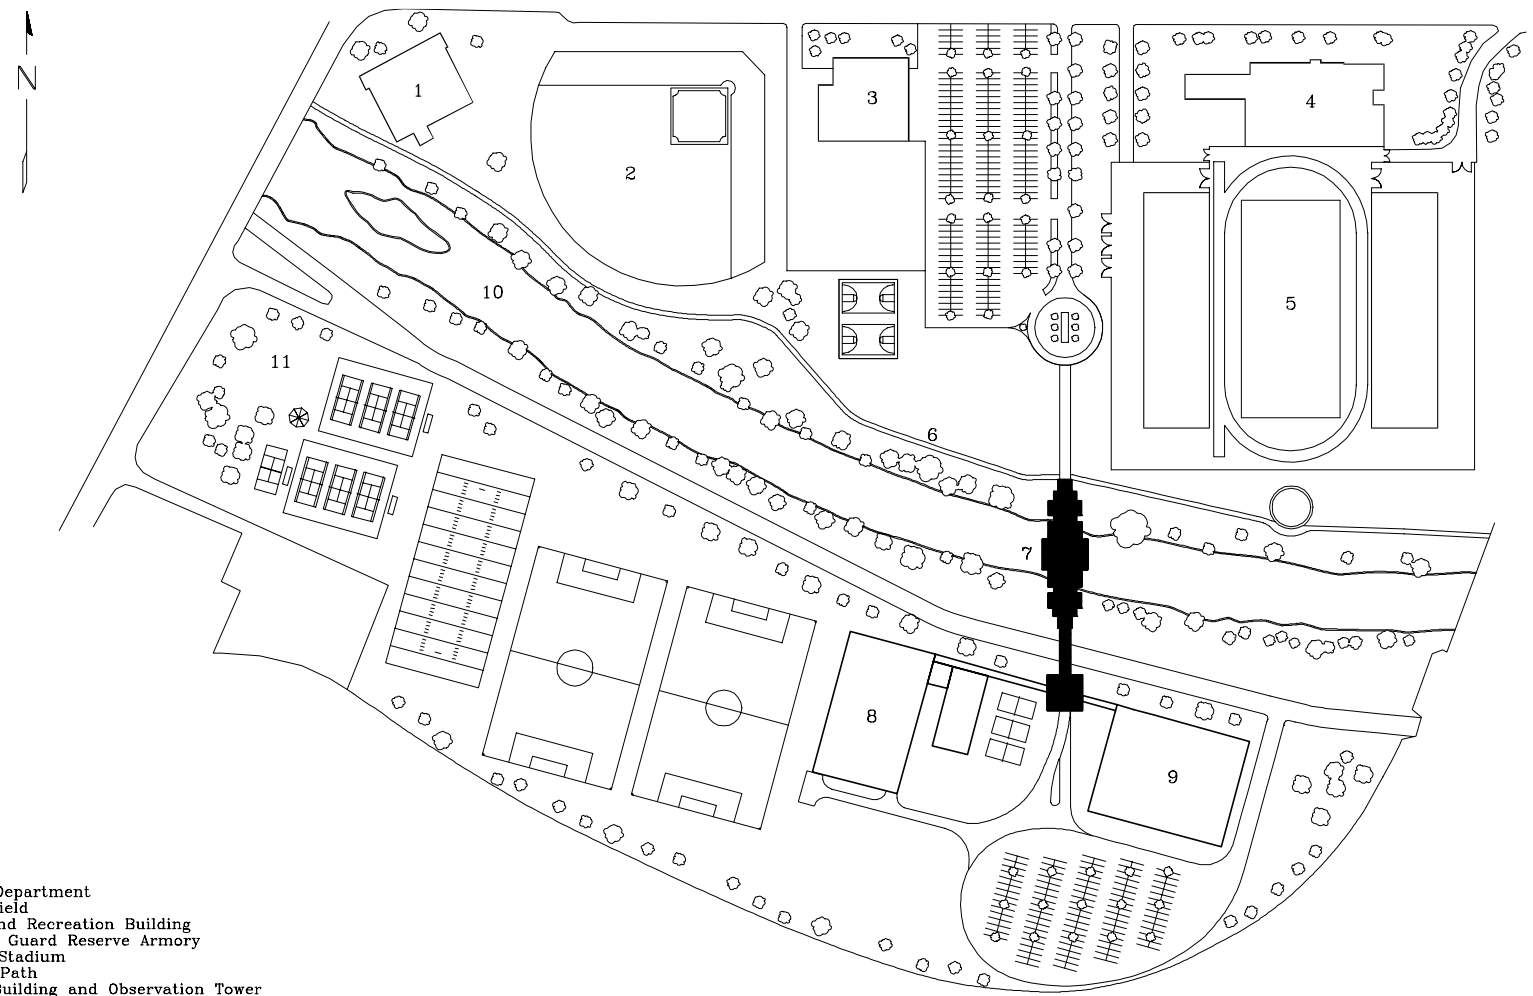 N
1
2
3
4
5
6
7
8
9
10
11
Department
ield
nd Recreation Building
Guard Reserve Armory
Stadium
Path
Building and Observation Tower